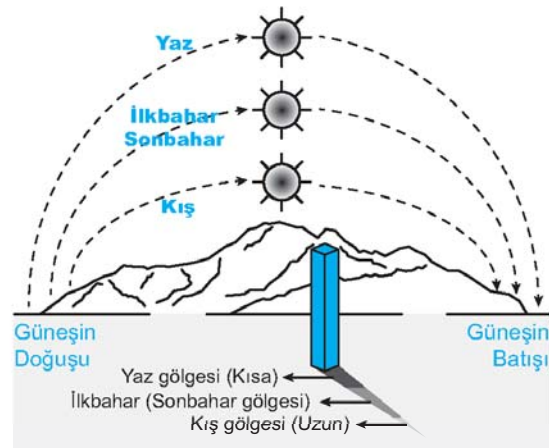 Yaz
İlkbahar
Sonbahar
Kış
Güneşin
Doğuşu
Güneşin
Batışı
Yaz gölgesi (Kısa)
İlkbahar (Sonbahar gölgesi)
Kış gölgesi (Uzun)